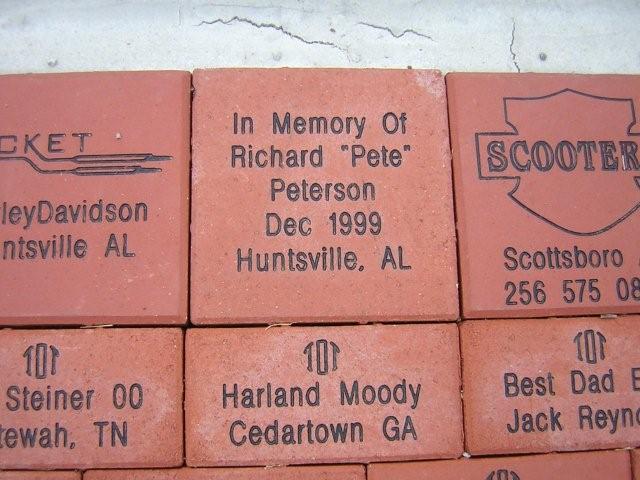 CKET
leyDavidson
ntsville AL
In Memory Of
Richard "Pete"
Peterson
Dec 1999
Huntsville, AL
SCOOTER
Scottsboro
256 575 08
101
Steiner 00
tewah, TN
101
Harland Moody
Cedartown GA
101
Best Dad E
Jack Reyno